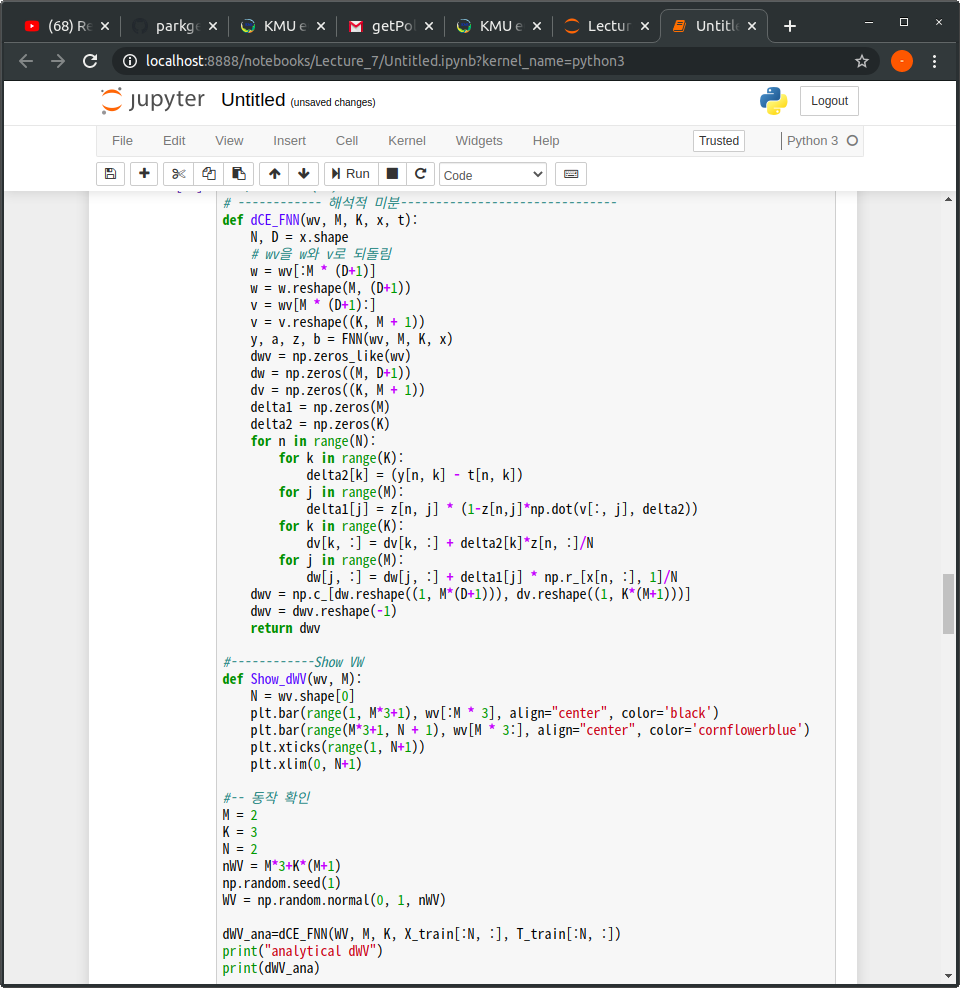 (68) Re
parkge
KMU e
getPol
KMU e
Lectur
Untitle
localhost:8888/notebooks/Lecture_7/Untitled.ipynb?kernel_name=python3
jupyter Untitled (unsaved changes)
Logout
File Edit View Insert Cell Kernel Widgets Help
Trusted
Python 3
Run
Code
# ------------ 해석적 미분-------------------------------
def dCE_FNN(wv, M, K, x, t):
    N, D = x.shape
    # wv을 w와 v로 되돌림
    w = wv[:M * (D+1)]
    w = w.reshape(M, (D+1))
    v = wv[M * (D+1):]
    v = v.reshape((K, M + 1))
    y, a, z, b = FNN(wv, M, K, x)
    dwv = np.zeros_like(wv)
    dw = np.zeros((M, D+1))
    dv = np.zeros((K, M + 1))
    delta1 = np.zeros(M)
    delta2 = np.zeros(K)
    for n in range(N):
        for k in range(K):
            delta2[k] = (y[n, k] - t[n, k])
        for j in range(M):
            delta1[j] = z[n, j] * (1-z[n,j]*np.dot(v[:, j], delta2))
        for k in range(K):
            dv[k, :] = dv[k, :] + delta2[k]*z[n, :]/N
        for j in range(M):
            dw[j, :] = dw[j, :] + delta1[j] * np.r_[x[n, :], 1]/N
    dwv = np.c_[dw.reshape((1, M*(D+1))), dv.reshape((1, K*(M+1)))]
    dwv = dwv.reshape(-1)
    return dwv
#------------Show VW
def Show_dWV(wv, M):
    N = wv.shape[0]
    plt.bar(range(1, M*3+1), wv[:M * 3], align="center", color='black')
    plt.bar(range(M*3+1, N + 1), wv[M * 3:], align="center", color='cornflowerblue')
    plt.xticks(range(1, N+1))
    plt.xlim(0, N+1)
#-- 동작 확인
M = 2
K = 3
N = 2
nWV = M*3+K*(M+1)
np.random.seed(1)
WV = np.random.normal(0, 1, nWV)
dWV_ana=dCE_FNN(WV, M, K, X_train[:N, :], T_train[:N, :])
print("analytical dWV")
print(dWV_ana)